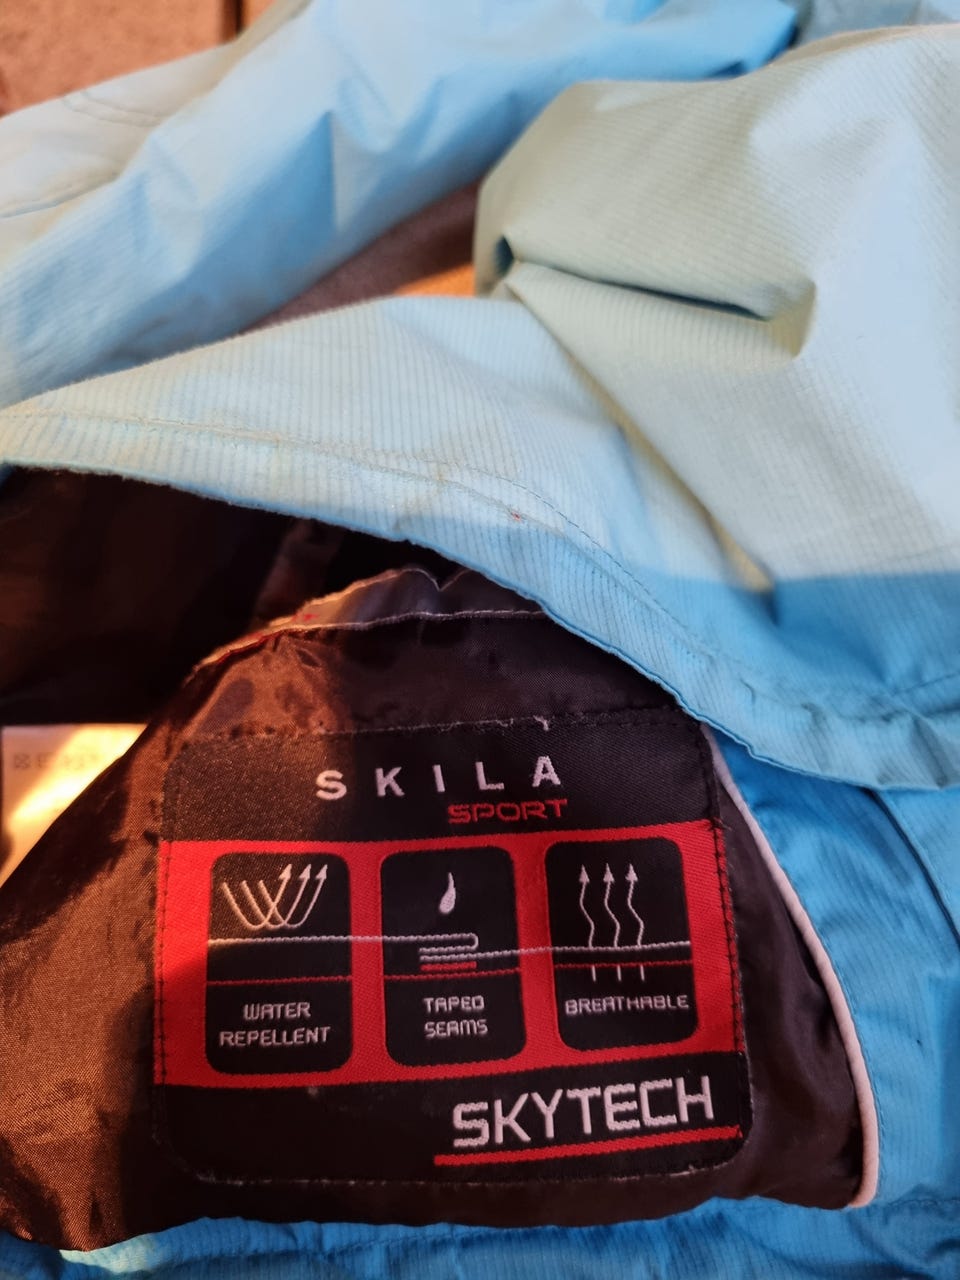 SKILA
SPORT
WATER
REPELLENT
TAPED
SEAMS
BREATHABLE
SKYTECH